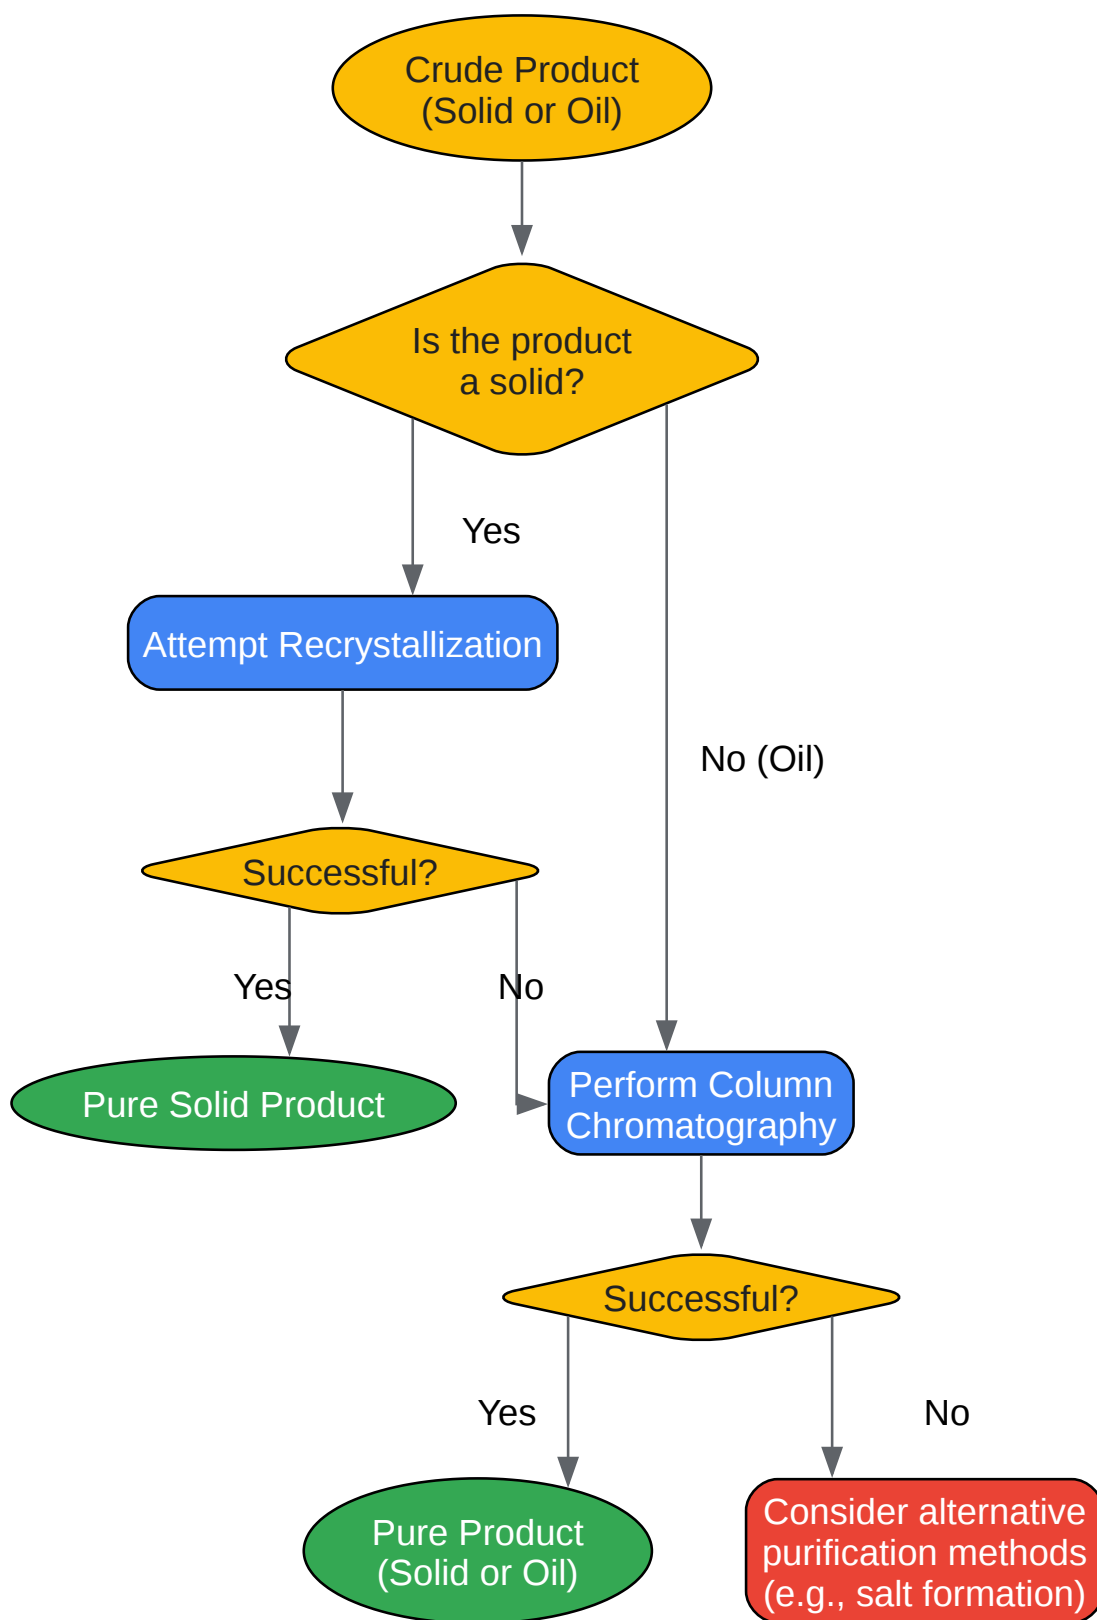 Crude Product
(Solid or Oil)
Is the product
a solid?
Yes
Attempt Recrystallization
No (Oil)
Successful?
Yes
No
Pure Solid Product
Perform Column
Chromatography
Successful?
Yes
No
Pure Product
(Solid or Oil)
Consider alternative
purification methods
(e.g., salt formation)